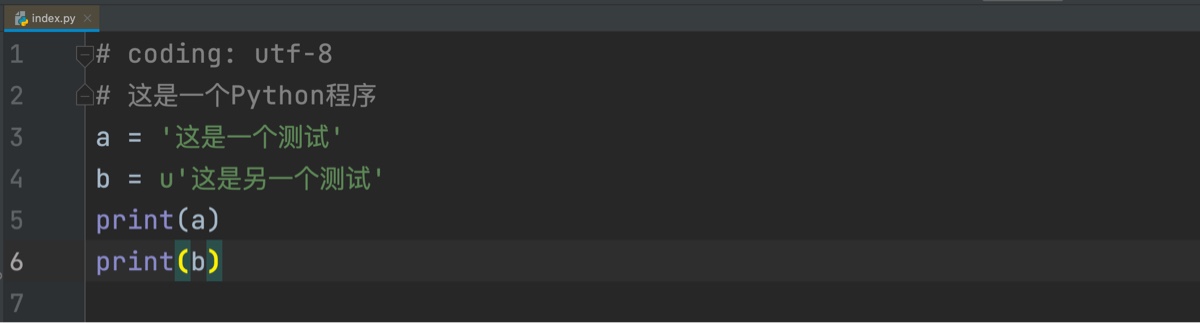 index.py
1 # coding: utf-8
2 # 这是一个Python程序
3 a = '这是一个测试'
4 b = u'这是另一个测试'
5 print(a)
6 print(b)
7